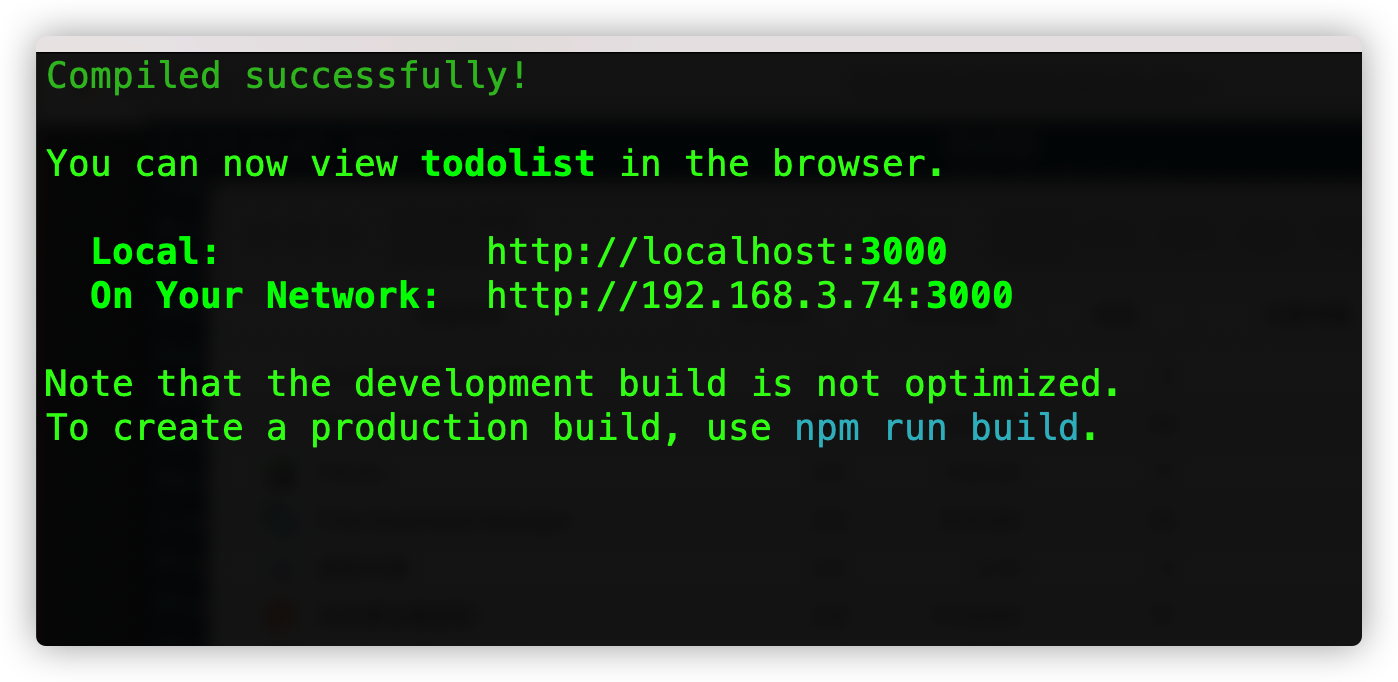 Compiled successfully!
You can now view todolist in the browser.
Local: http://localhost:3000
On Your Network: http://192.168.3.74:3000
Note that the development build is not optimized.
To create a production build, use npm run build.